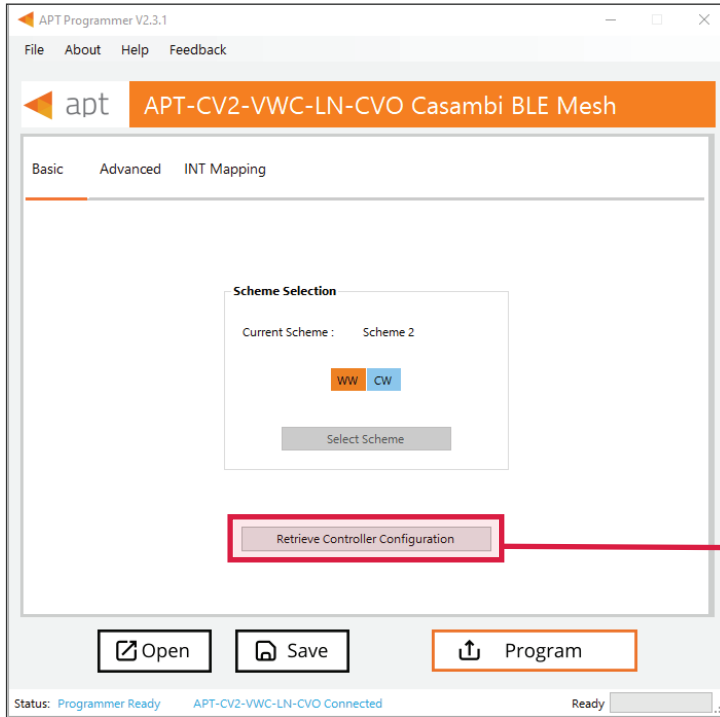 APT Programmer V2.3.1
File About Help Feedback
apt APT-CV2-VWC-LN-CVO Casambi BLE Mesh
Basic Advanced INT Mapping
Scheme Selection
Current Scheme : Scheme 2
WW CW
Select Scheme
Retrieve Controller Configuration
Open Save Program
Status: Programmer Ready APT-CV2-VWC-LN-CVO Connected Ready